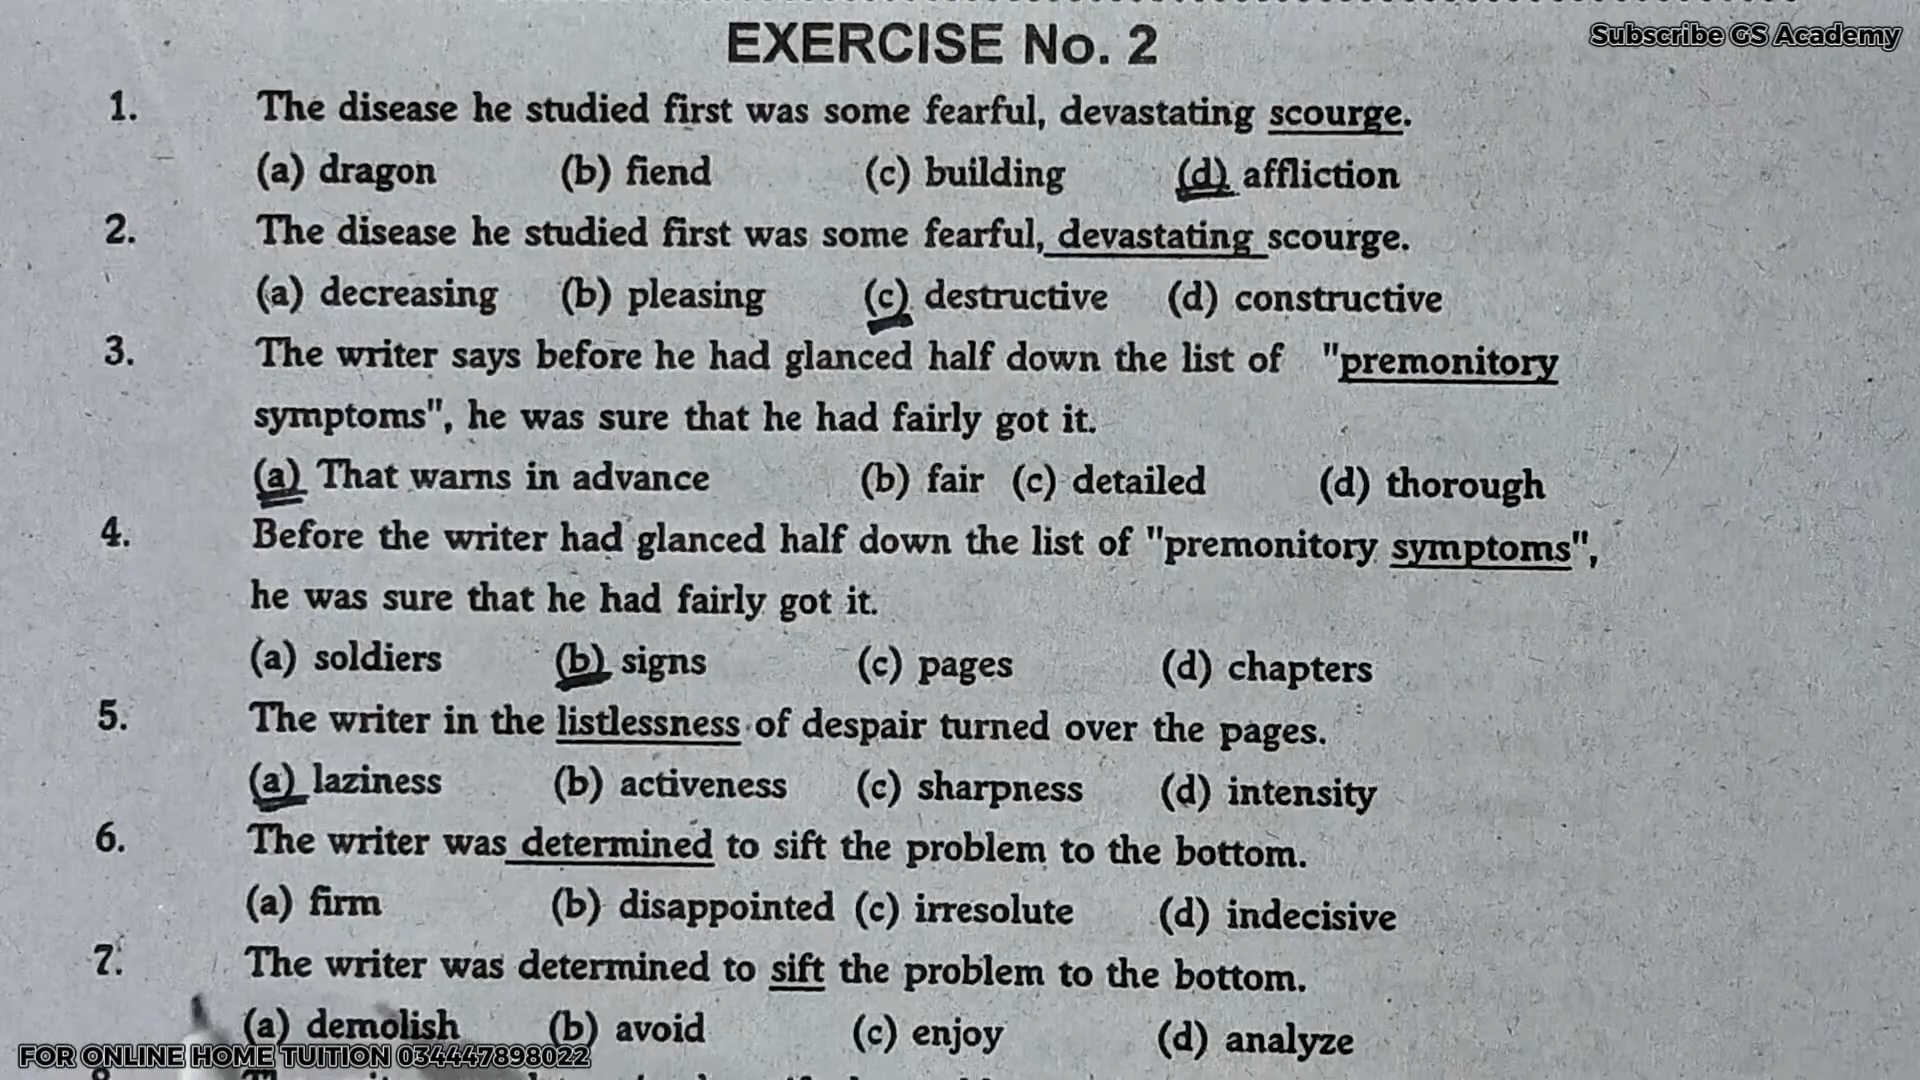 EXERCISE No. 2
Subscribe GS Academy
1. The disease he studied first was some fearful, devastating scourge.
(a) dragon (b) fiend (c) building (d) affliction
2. The disease he studied first was some fearful, devastating scourge.
(a) decreasing (b) pleasing (c) destructive (d) constructive
3. The writer says before he had glanced half down the list of "premonitory
symptoms", he was sure that he had fairly got it.
(a) That warns in advance (b) fair (c) detailed (d) thorough
4. Before the writer had glanced half down the list of "premonitory symptoms",
he was sure that he had fairly got it.
(a) soldiers (b) signs (c) pages (d) chapters
5. The writer in the listlessness of despair turned over the pages.
(a) laziness (b) activeness (c) sharpness (d) intensity
6. The writer was determined to sift the problem to the bottom.
(a) firm (b) disappointed (c) irresolute (d) indecisive
7. The writer was determined to sift the problem to the bottom.
(a) demolish (b) avoid (c) enjoy (d) analyze
FOR ONLINE HOME TUITION 034447898022